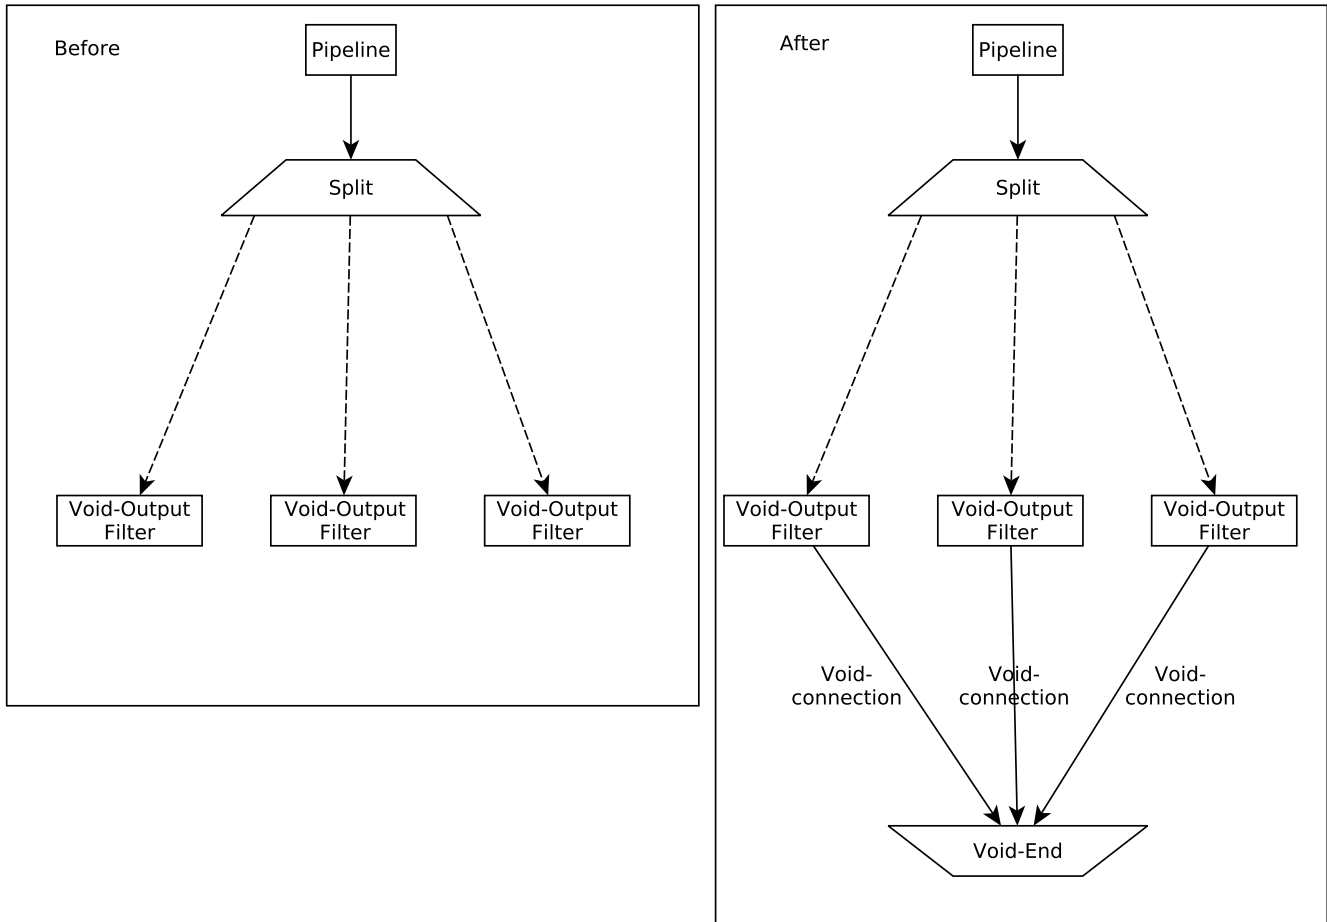 Before
Pipeline
Split
Void-Output
Filter
Void-Output
Filter
Void-Output
Filter
After
Pipeline
Split
Void-Output
Filter
Void-Output
Filter
Void-Output
Filter
Void-
connection
Void-
connection
Void-
connection
Void-End